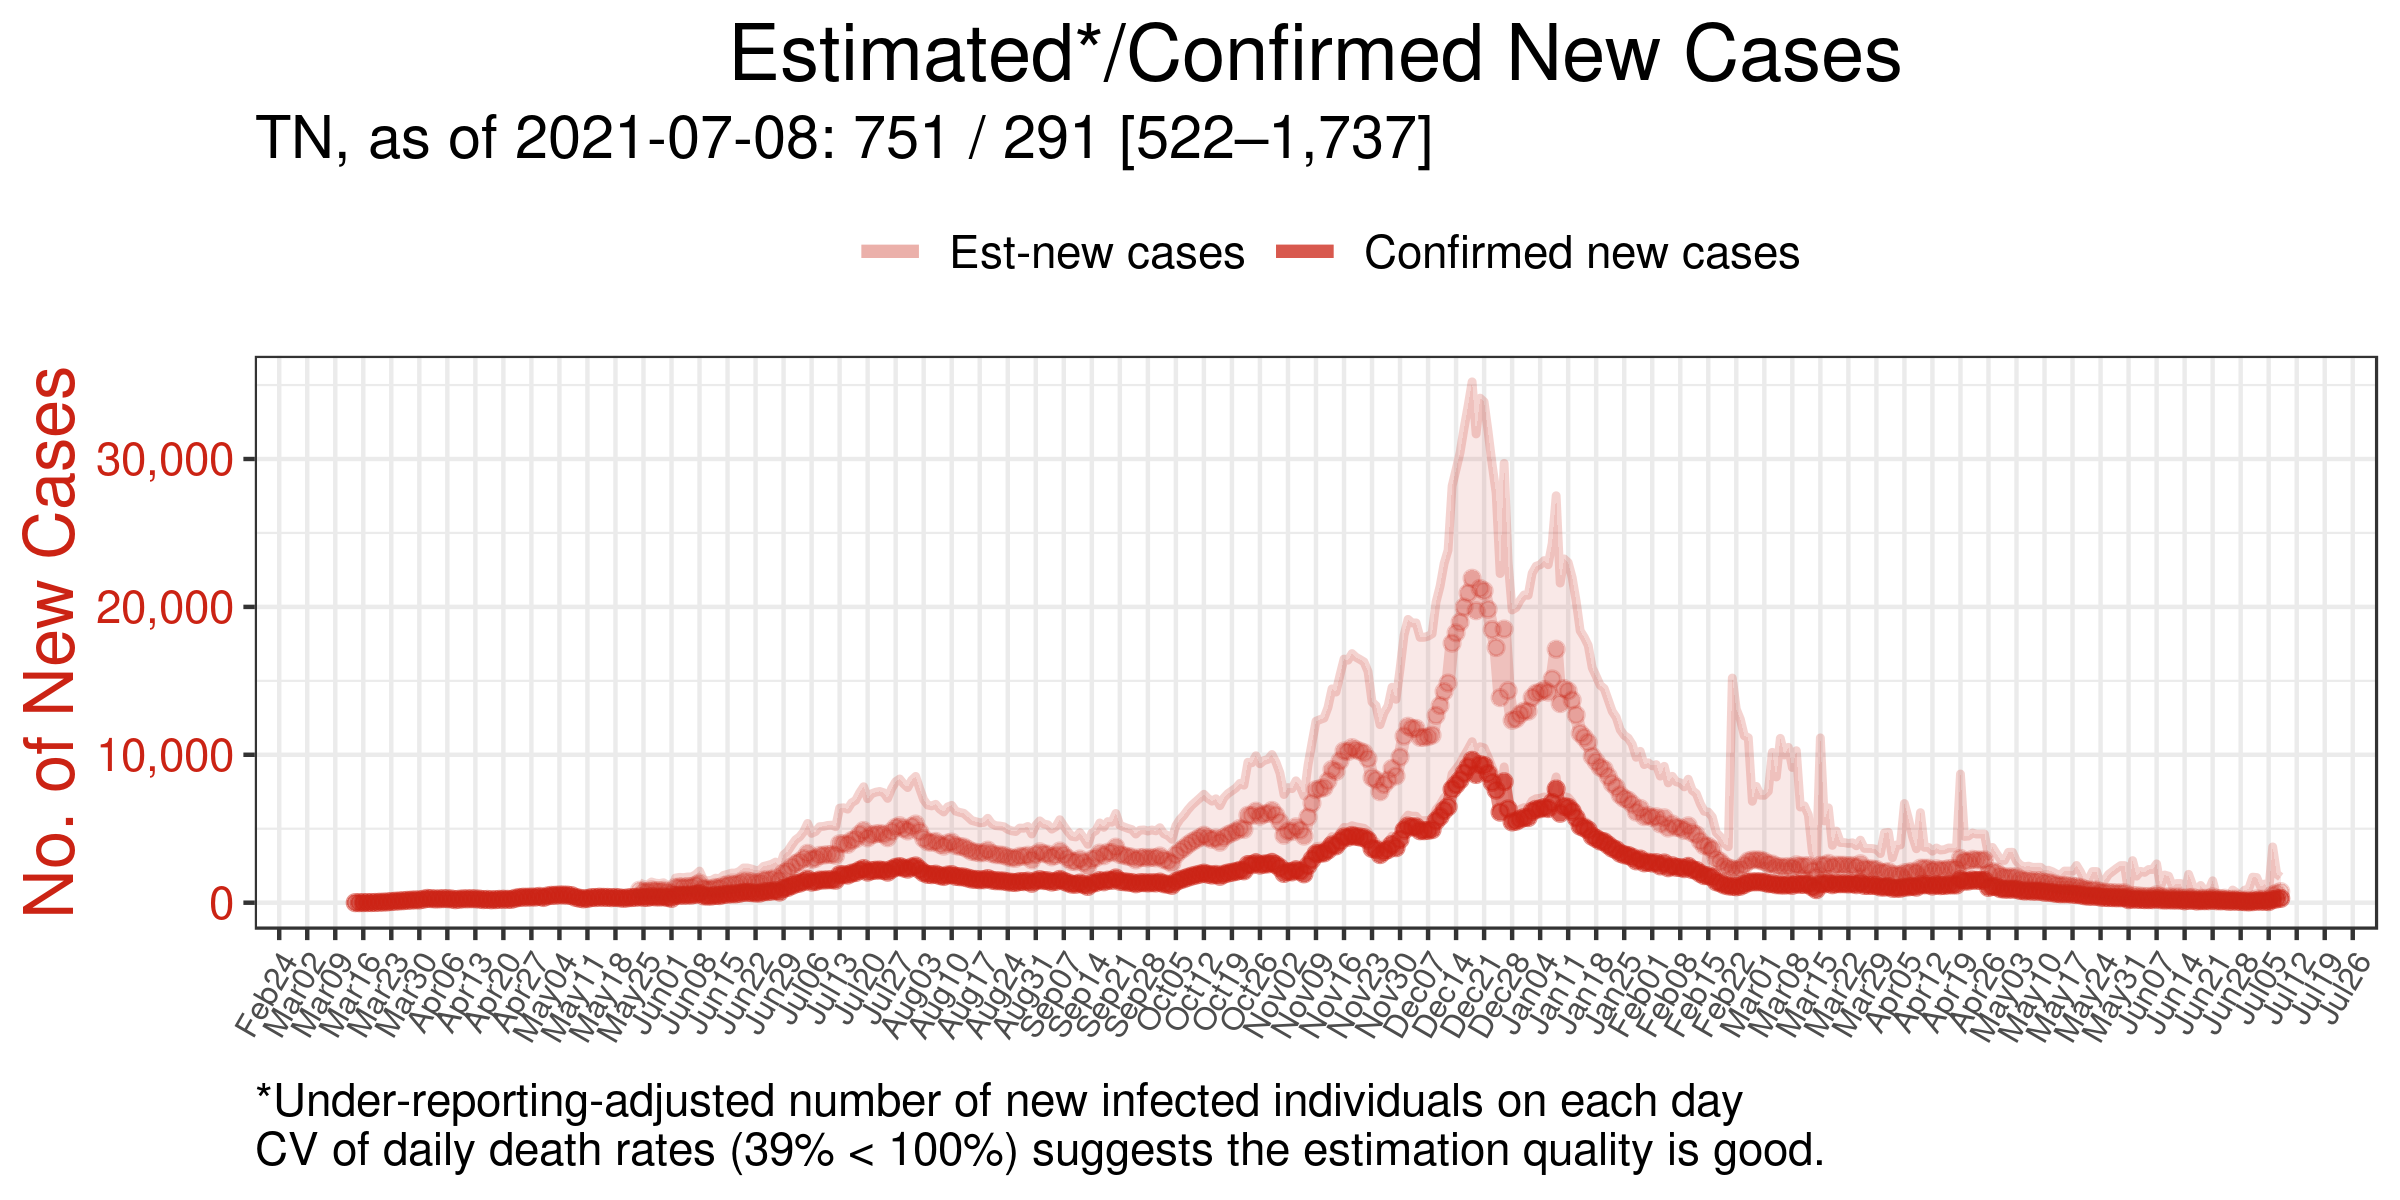 Estimated*/Confirmed New Cases
TN, as of 2021-07-08: 751 / 291 [522–1,737]
Est-new cases
Confirmed new cases
No. of New Cases
30,000
20,000
10,000
0
Feb24
Mar02
Mar09
Mar16
Mar23
Mar30
Apr06
Apr13
Apr20
Apr27
May04
May11
May18
May25
Jun01
Jun08
Jun15
Jun22
Jun29
Jul06
Jul13
Jul20
Jul27
Aug03
Aug10
Aug17
Aug24
Aug31
Sep07
Sep14
Sep21
Sep28
Oct05
Oct12
Oct19
Oct26
Nov02
Nov09
Nov16
Nov23
Nov30
Dec07
Dec14
Dec21
Dec28
Jan04
Jan11
Jan18
Jan25
Feb01
Feb08
Feb15
Feb22
Mar01
Mar08
Mar15
Mar22
Mar29
Apr05
Apr12
Apr19
Apr26
May03
May10
May17
May24
May31
Jun07
Jun14
Jun21
Jun28
Jul05
Jul12
Jul19
Jul26
*Under-reporting-adjusted number of new infected individuals on each day
CV of daily death rates (39% < 100%) suggests the estimation quality is good.